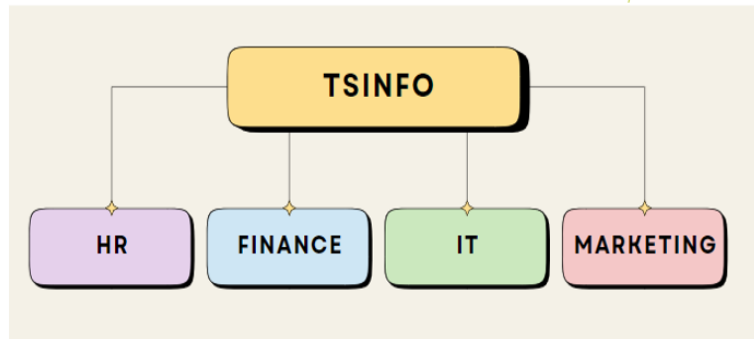 TSINFO
HR
FINANCE
IT
MARKETING